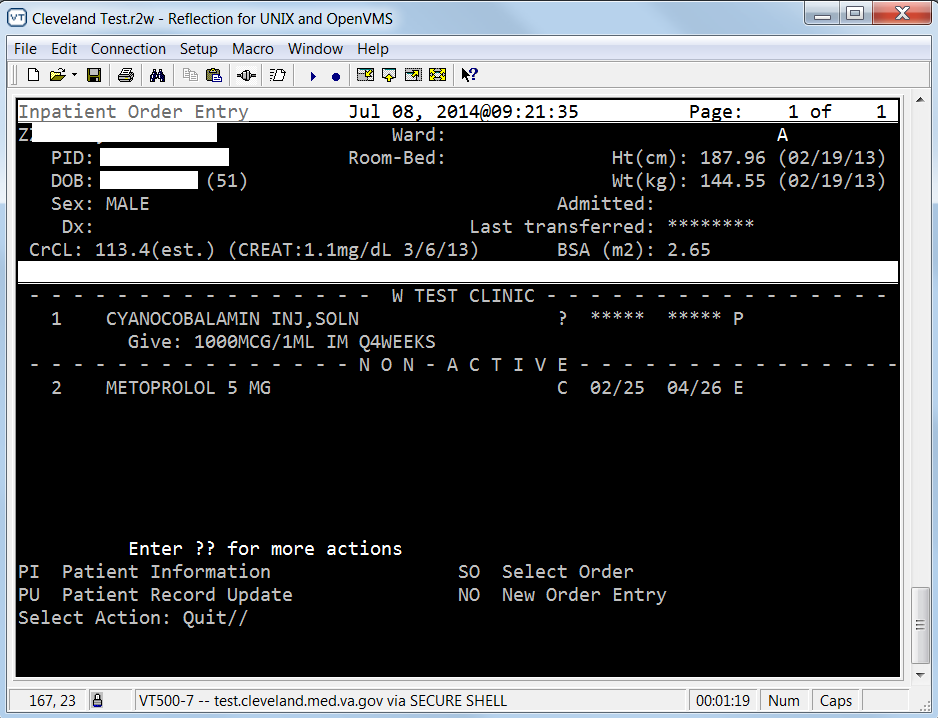 Cleveland Test.r2w - Reflection for UNIX and OpenVMS
File Edit Connection Setup Macro Window Help
Inpatient Order Entry Jul 08, 2014@09:21:35 Page: 1 of 1
Ward: A
PID: Room-Bed: Ht(cm): 187.96 (02/19/13)
DOB: (51) Wt(kg): 144.55 (02/19/13)
Sex: MALE Admitted:
Dx: Last transferred: ********
CrCL: 113.4(est.) (CREAT:1.1mg/dL 3/6/13) BSA (m2): 2.65
- - - - - - - - - - - - - - - - W TEST CLINIC - - - - - - - - - - - - - - - -
1 CYANOCOBALAMIN INJ,SOLN ? ***** ***** P
Give: 1000MCG/1ML IM Q4WEEKS
- - - - - - - - - - - - - - - N O N - A C T I V E - - - - - - - - - - - - - - -
2 METOPROLOL 5 MG C 02/25 04/26 E
Enter ?? for more actions
PI Patient Information SO Select Order
PU Patient Record Update NO New Order Entry
Select Action: Quit//
167, 23 VT500-7 -- test.cleveland.med.va.gov via SECURE SHELL 00:01:19 Num Caps